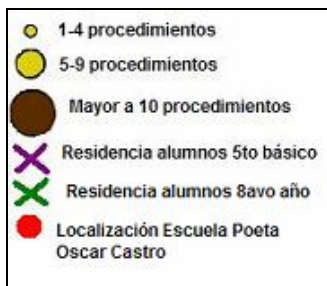 1-4 procedimientos
5-9 procedimientos
Mayor a 10 procedimientos
Residencia alumnos 5to básico
Residencia alumnos 8avo año
Localización Escuela Poeta
Oscar Castro